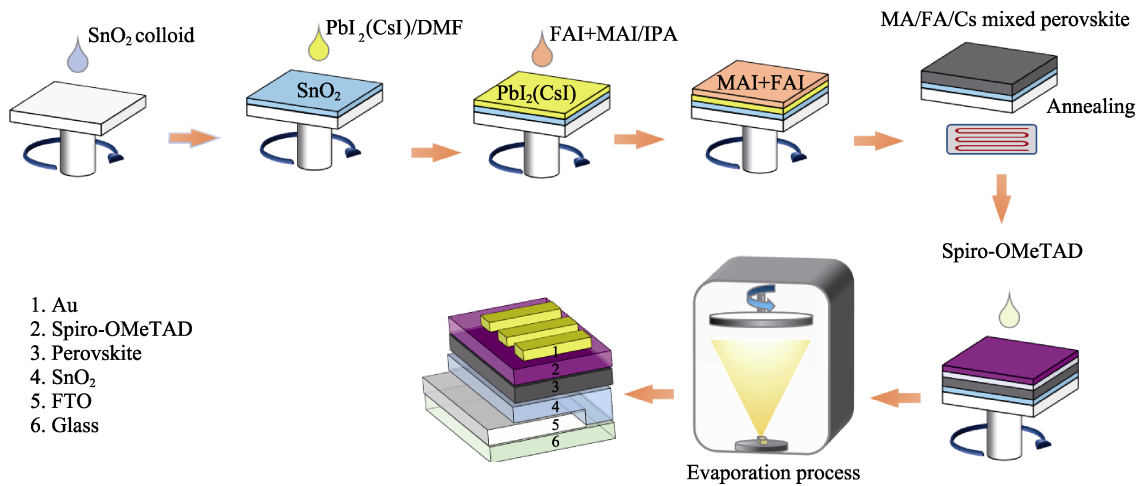 SnO₂ colloid
PbI₂(CsI)/DMF
FAI+MAI/IPA
MA/FA/Cs mixed perovskite
SnO₂
PbI₂(CsI)
MAI+FAI
Annealing
Spiro-OMeTAD
1. Au
2. Spiro-OMeTAD
3. Perovskite
4. SnO₂
5. FTO
6. Glass
1
2
3
4
5
6
Evaporation process